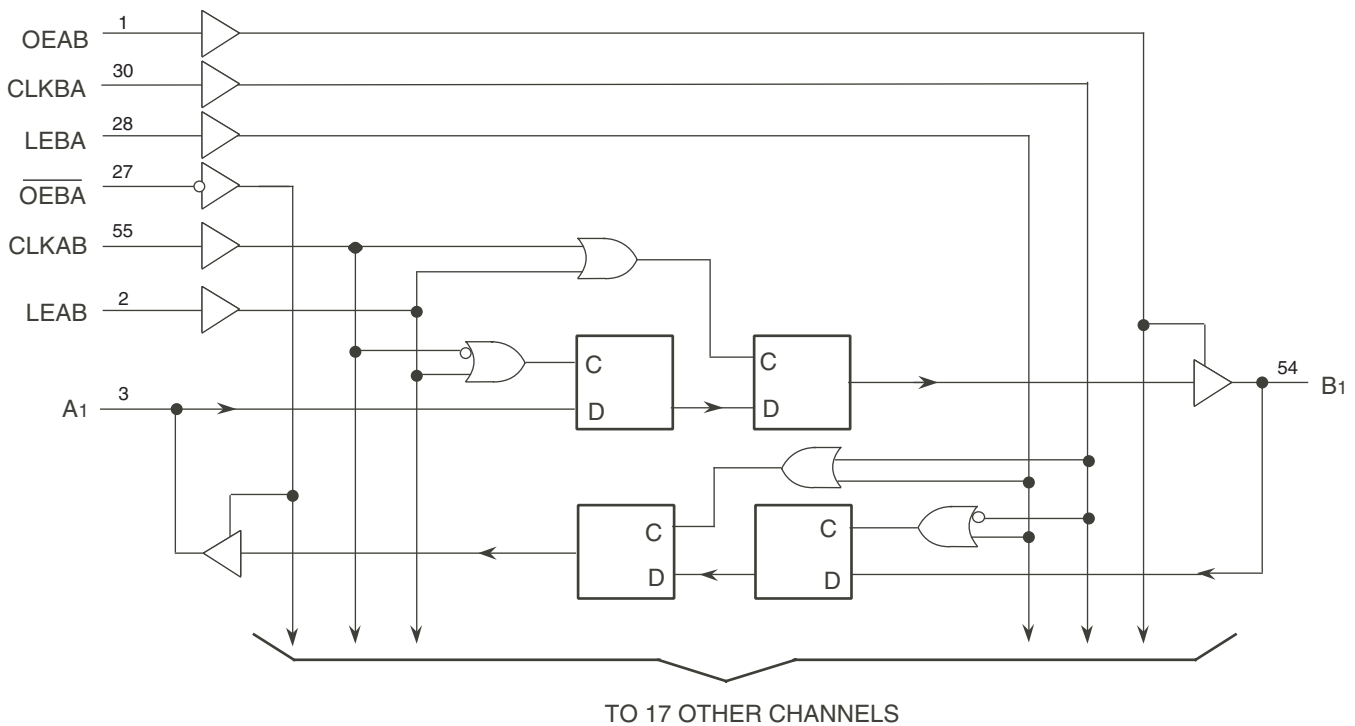 OEAB 1
CLKBA 30
LEBA 28
OEBA 27
CLKAB 55
LEAB 2
C
D
C
D
54
B1
A1 3
C
D
C
D
TO 17 OTHER CHANNELS